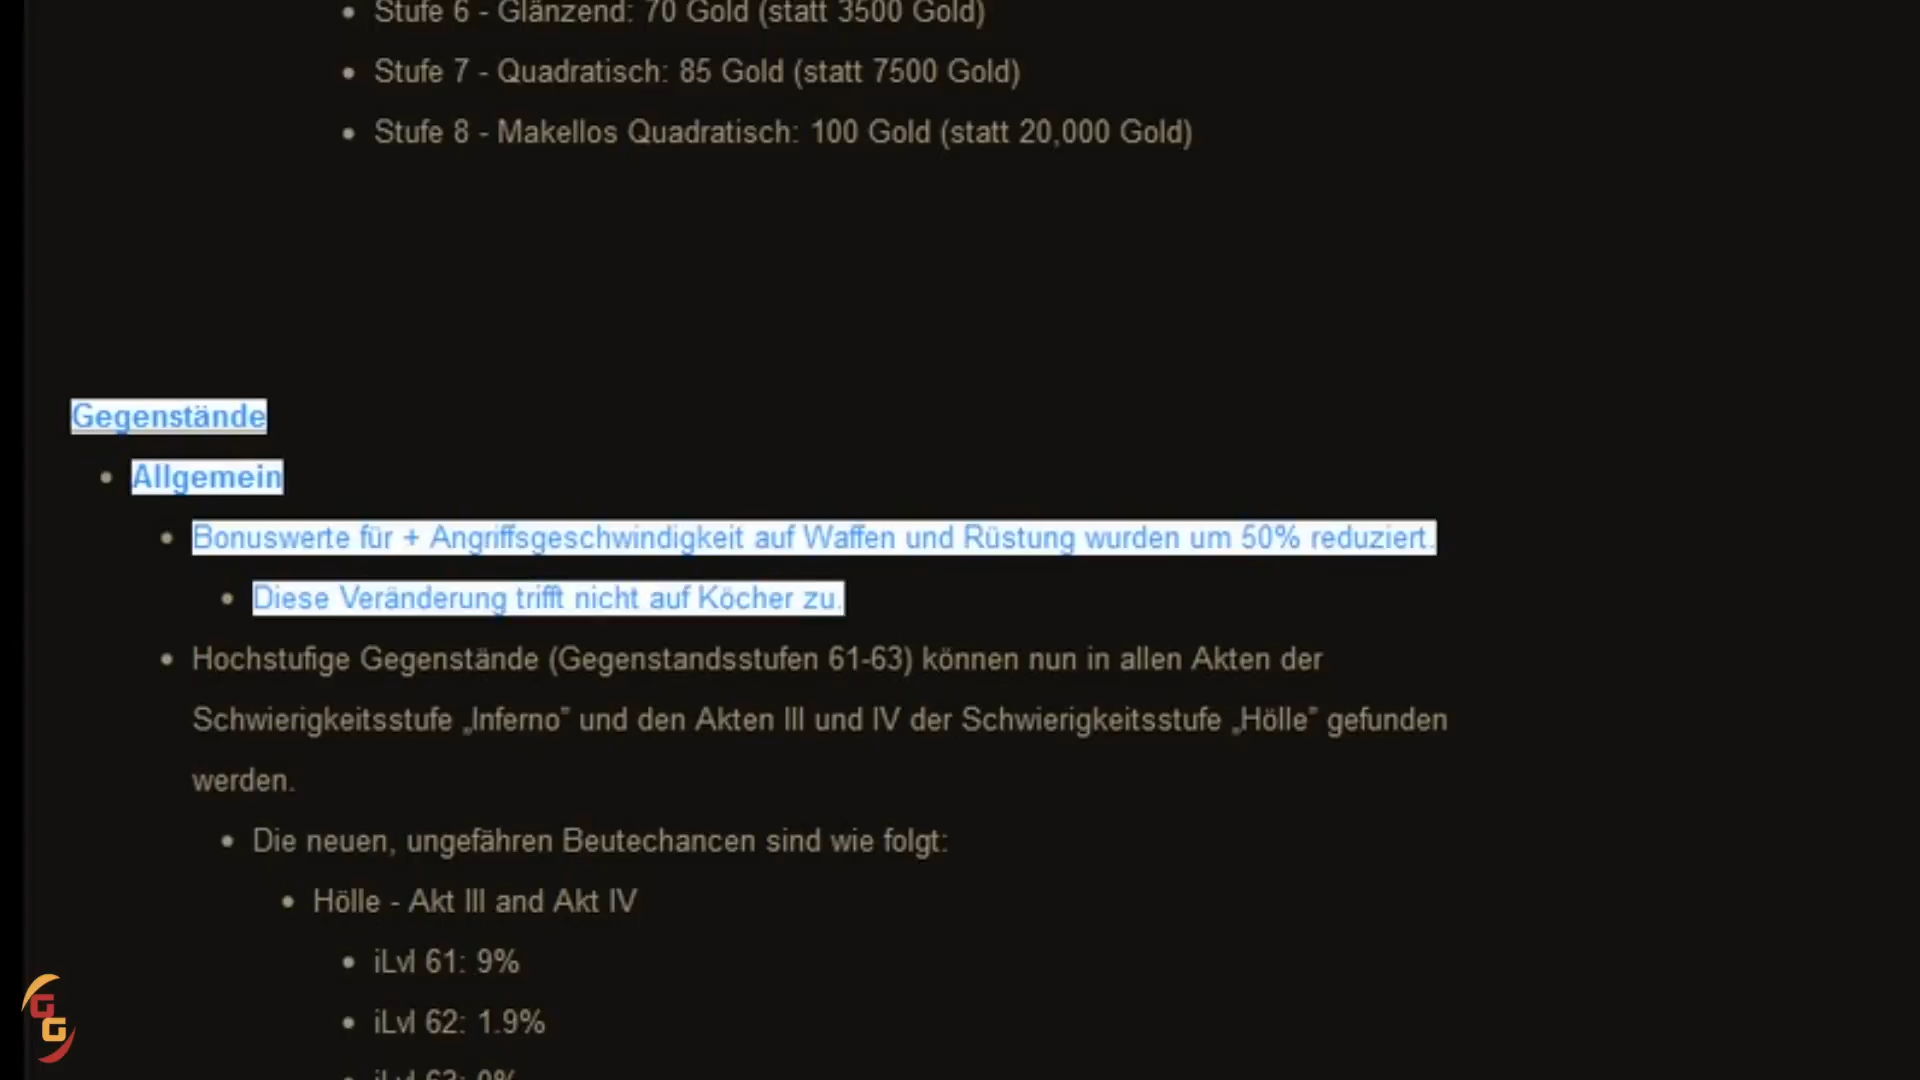 Stufe 6 - Glänzend: 70 Gold (statt 3500 Gold)
Stufe 7 - Quadratisch: 85 Gold (statt 7500 Gold)
Stufe 8 - Makellos Quadratisch: 100 Gold (statt 20,000 Gold)
Gegenstände
Allgemein
Bonuswerte für + Angriffsgeschwindigkeit auf Waffen und Rüstung wurden um 50% reduziert.
Diese Veränderung trifft nicht auf Köcher zu.
Hochstufige Gegenstände (Gegenstandsstufen 61-63) können nun in allen Akten der
Schwierigkeitsstufe „Inferno” und den Akten III und IV der Schwierigkeitsstufe „Hölle” gefunden
werden.
Die neuen, ungefähren Beutechancen sind wie folgt:
Hölle - Akt III and Akt IV
iLvl 61: 9%
iLvl 62: 1.9%
iLvl 63: 0%
G
G